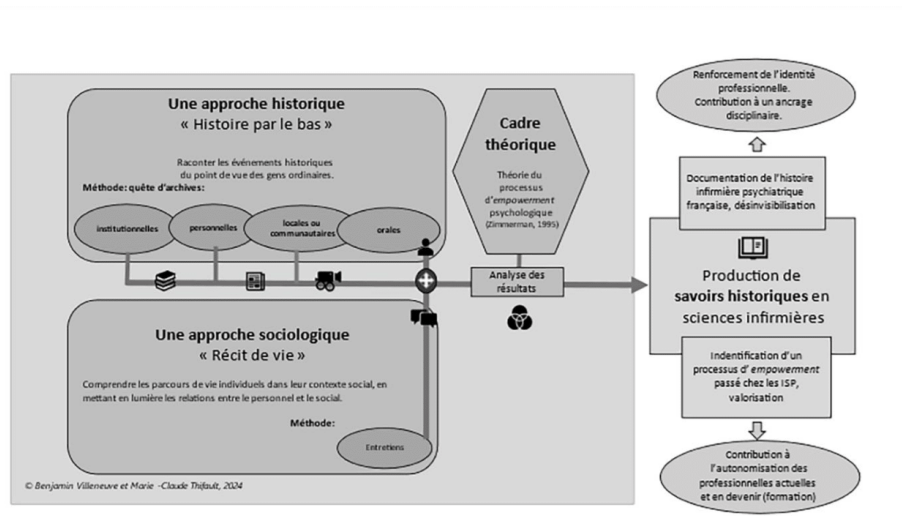 Une approche historique
« Histoire par le bas »
Raconter les événements historiques
du point de vue des gens ordinaires.
Méthode: quête d'archives:
institutionnelles
personnelles
locales ou
communautaires
orales
Cadre
théorique
Théorie du
processus
d'empowerment
psychologique
(Zimmerman, 1995)
Analyse des
résultats
Une approche sociologique
« Récit de vie »
Comprendre les parcours de vie individuels dans leur contexte social, en
mettant en lumière les relations entre le personnel et le social.
Méthode:
Entretiens
© Benjamin Villeneuve et Marie -Claude Thifault, 2024
Renforcement de l'identité
professionnelle.
Contribution à un ancrage
disciplinaire.
Documentation de l'histoire
infirmière psychiatrique
française, désinvisibilisation
Production de
savoirs historiques en
sciences infirmières
Indentification d'un
processus d' empowerment
passé chez les ISP,
valorisation
Contribution à
l'autonomisation des
professionnelles actuelles
et en devenir (formation)